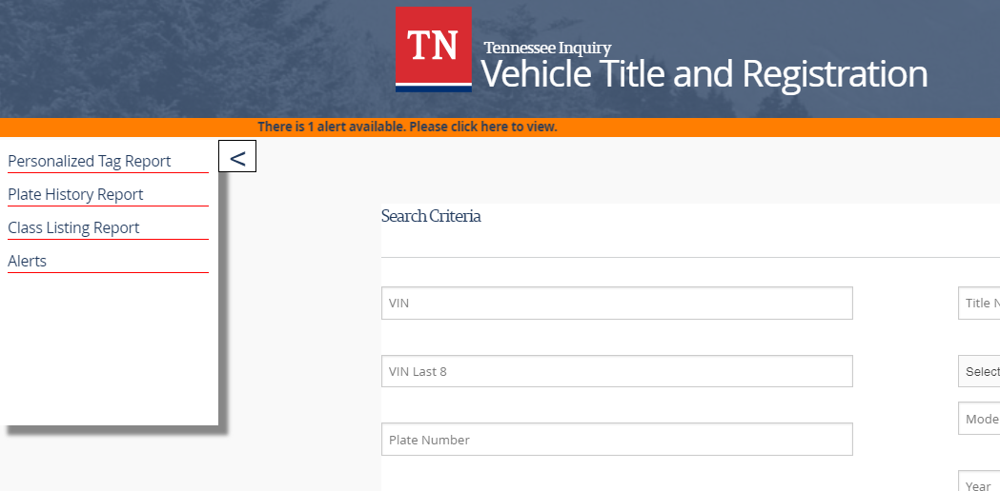 TN
Tennessee Inquiry
Vehicle Title and Registration
There is 1 alert available. Please click here to view.
<
Personalized Tag Report
Plate History Report
Class Listing Report
Alerts
Search Criteria
VIN
Title N
VIN Last 8
Select
Mode
Plate Number
Year